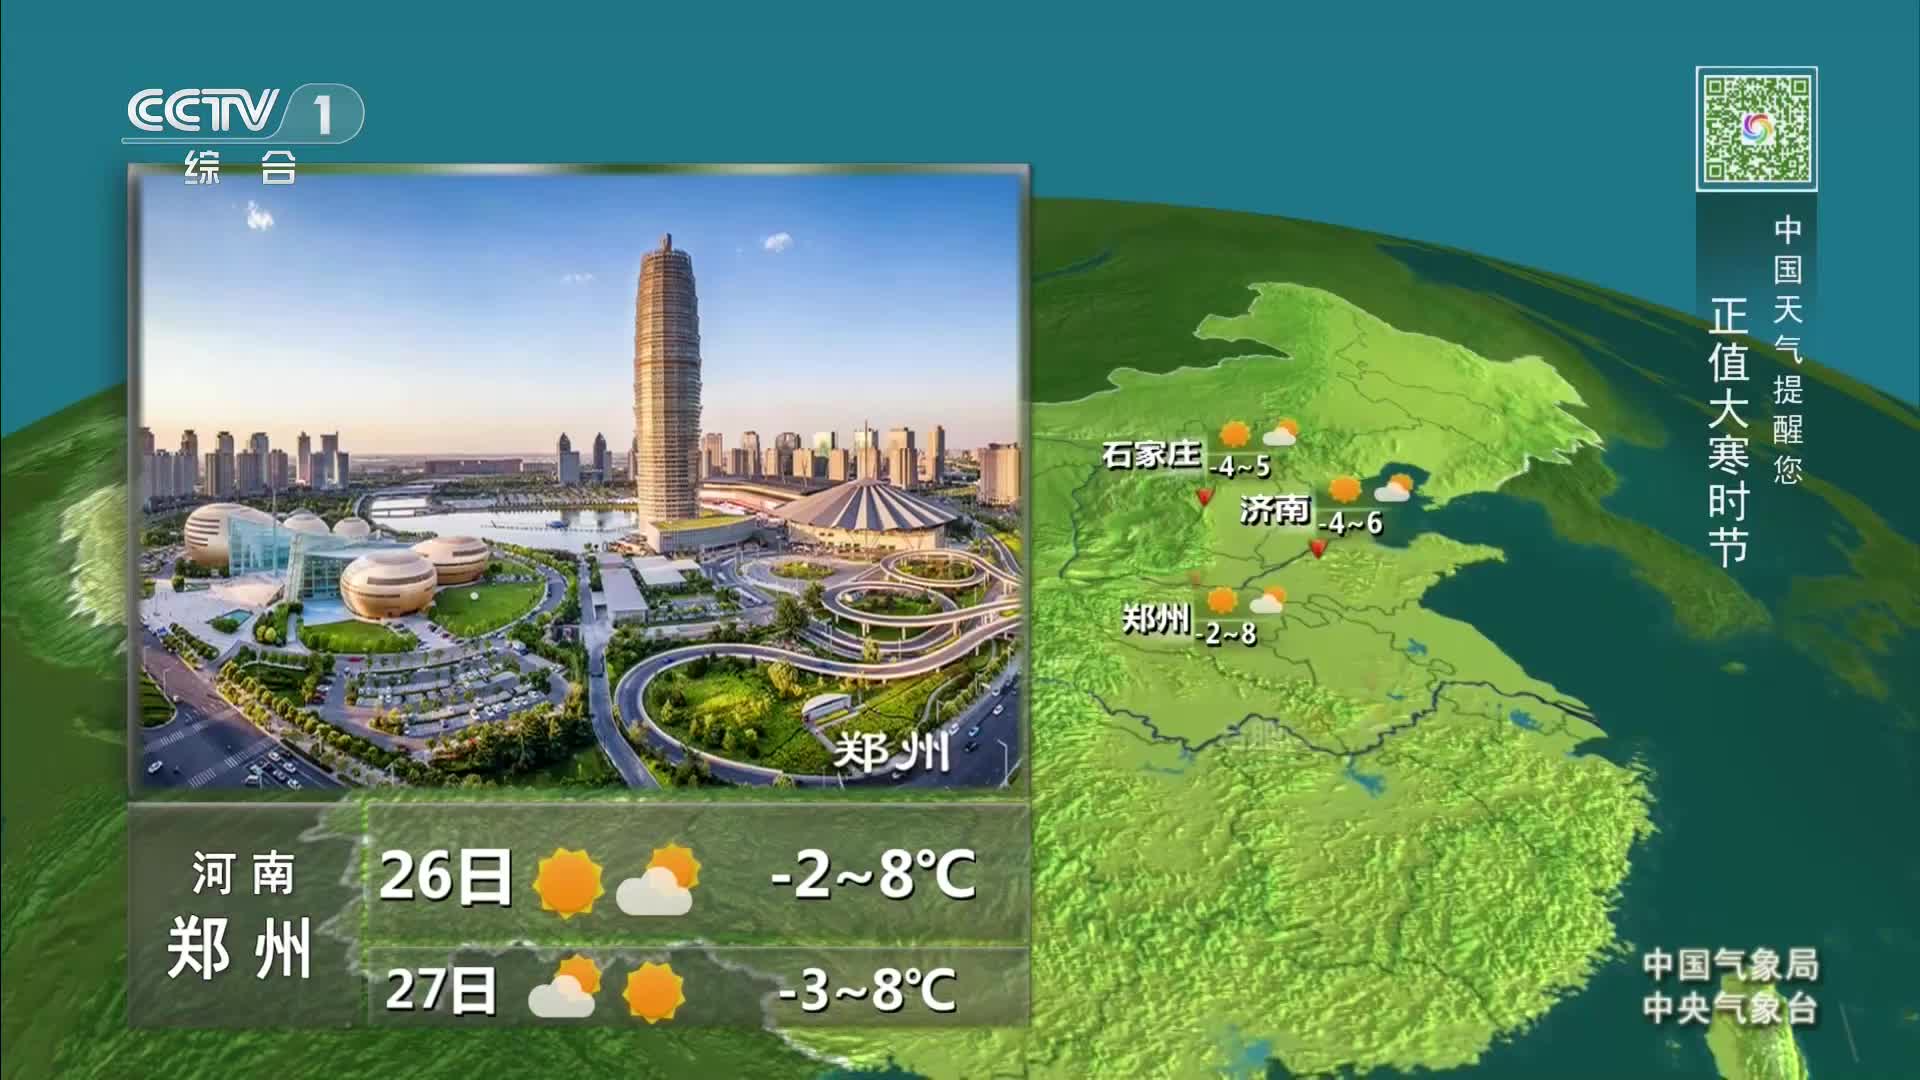 CCTV 1
综 合
中国天气提醒您
正值大寒时节
石家庄
-4~5
济南
-4~6
郑州
-2~8
合肥
郑州
河南
郑州
26日 -2~8℃
27日 -3~8℃
中国气象局
中央气象台